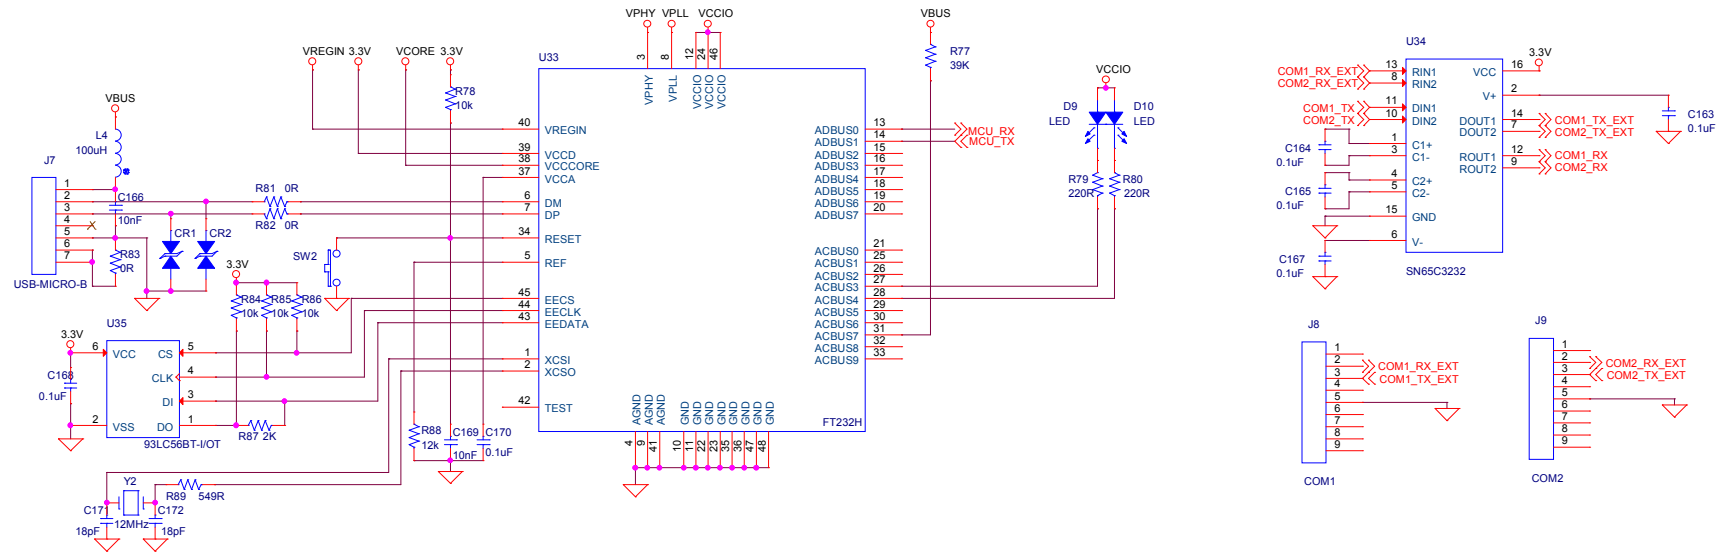 VPHY VPLL VCCIO
VBUS
VREGIN 3.3V
VCORE 3.3V
U33
3
8
12
24
46
VPHY
VPLL
VCCIO
VCCIO
VCCIO
R77
39K
R78
10k
VCCIO
D9
LED
D10
LED
R79
220R
R80
220R
40 VREGIN
39 VCCD
38 VCCCORE
37 VCCA
6 DM
7 DP
34 RESET
5 REF
45 EECS
44 EECLK
43 EEDATA
1 XCSI
2 XCSO
42 TEST
ADBUS0 13 MCU_RX
ADBUS1 14 MCU_TX
ADBUS2 15
ADBUS3 16
ADBUS4 17
ADBUS5 18
ADBUS6 19
ADBUS7 20
ACBUS0 21
ACBUS1 25
ACBUS2 26
ACBUS3 27
ACBUS4 28
ACBUS5 29
ACBUS6 30
ACBUS7 31
ACBUS8 32
ACBUS9 33
AGND
AGND
AGND
GND
GND
GND
GND
GND
GND
GND
GND
4
9
41
10
11
22
23
35
36
47
48
FT232H
VBUS
L4
100uH
J7
1
2
3
4
5
6
7
USB-MICRO-B
C166
10nF
R83
0R
CR1
CR2
R81 0R
R82 0R
SW2
3.3V
R84
10k
R85
10k
R86
10k
U35
3.3V
6 VCC
2 VSS
CS 5
CLK 4
DI 3
DO 1
93LC56BT-I/OT
C168
0.1uF
R87 2K
R88
12k
C169
10nF
C170
0.1uF
Y2
12MHz
R89 549R
C171
18pF
C172
18pF
U34
COM1_RX_EXT 13 RIN1
COM2_RX_EXT 8 RIN2
COM1_TX 11 DIN1
COM2_TX 10 DIN2
1 C1+
3 C1-
4 C2+
5 C2-
15 GND
6 V-
C164
0.1uF
C165
0.1uF
C167
0.1uF
3.3V
VCC 16
V+ 2
DOUT1 14 COM1_TX_EXT
DOUT2 7 COM2_TX_EXT
ROUT1 12 COM1_RX
ROUT2 9 COM2_RX
C163
0.1uF
SN65C3232
J8
1
2 COM1_RX_EXT
3 COM1_TX_EXT
4
5
6
7
8
9
COM1
J9
1
2 COM2_RX_EXT
3 COM2_TX_EXT
4
5
6
7
8
9
COM2